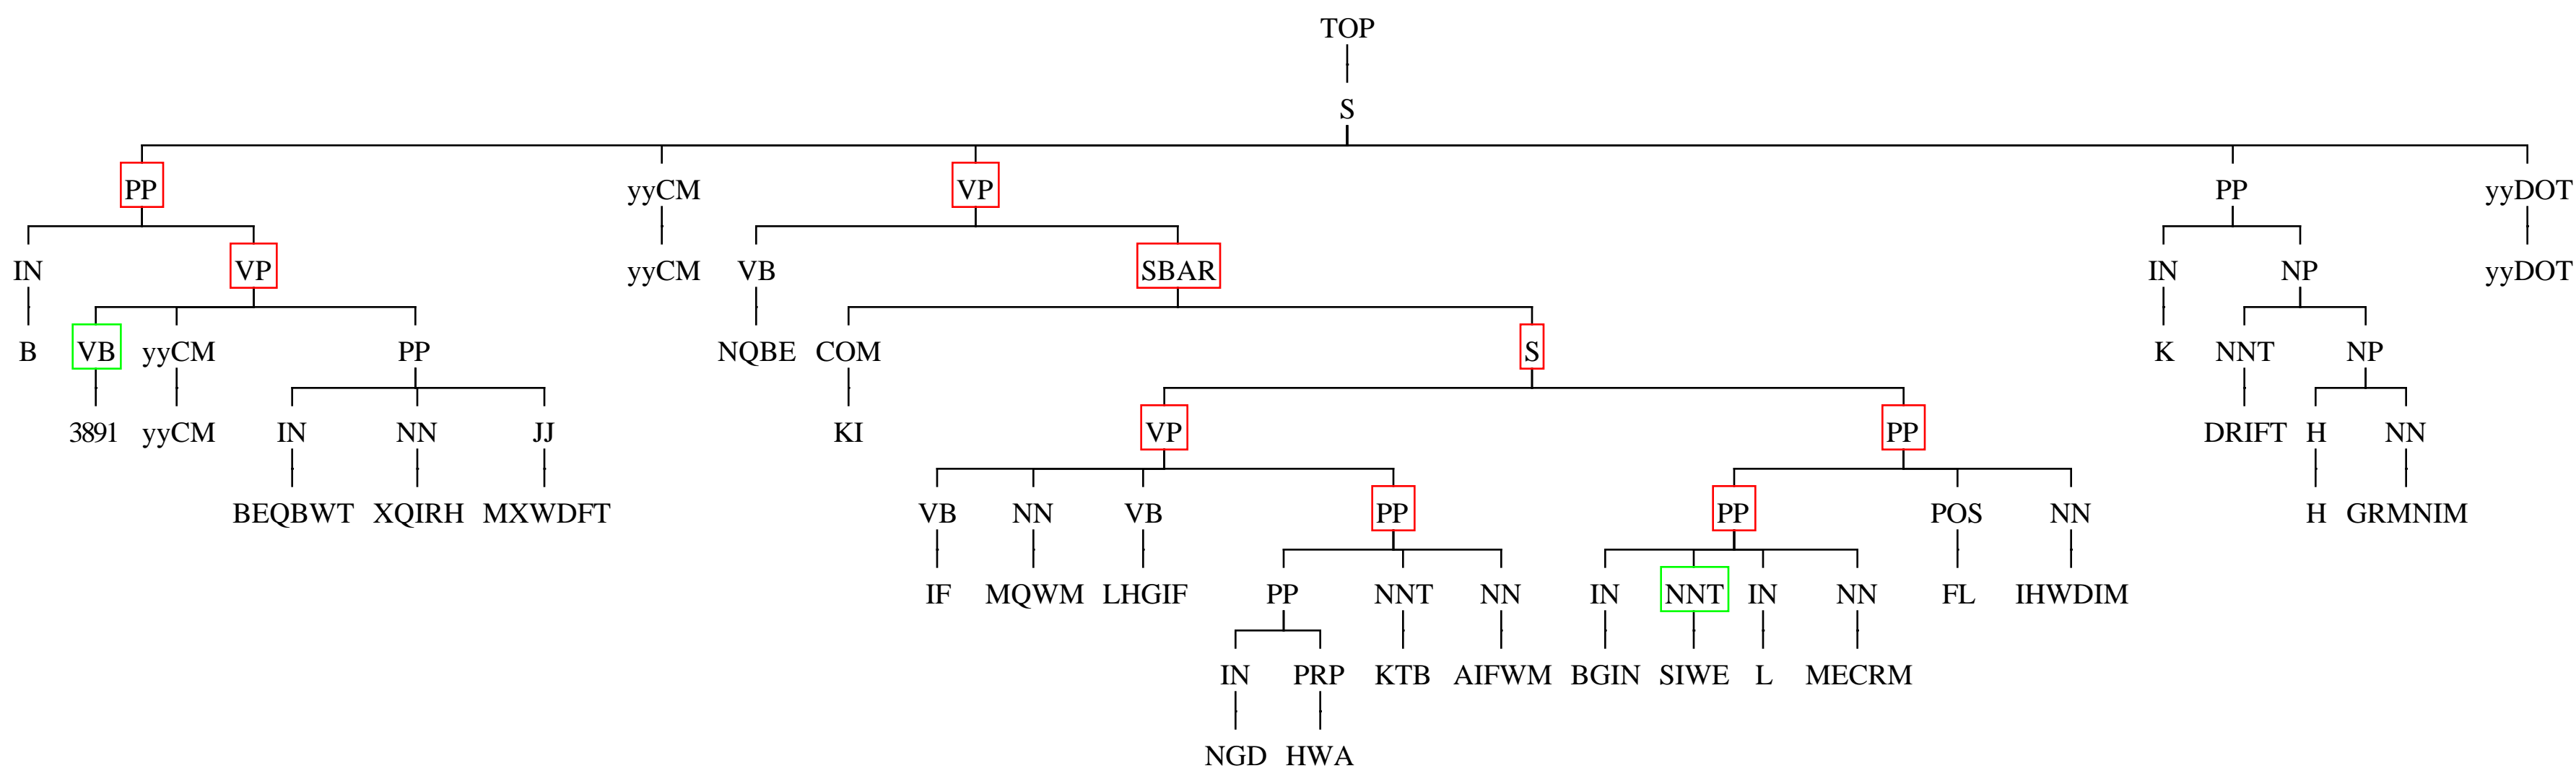 TOP
S
PP yyCM VP PP yyDOT
IN VP yyCM VB SBAR IN NP yyDOT
B VB yyCM PP NQBE COM S K NNT NP
3891 yyCM IN NN JJ KI VP PP DRIFT H NN
BEQBWT XQIRH MXWDFT VB NN VB PP PP POS NN H GRMNIM
IF MQWM LHGIF PP NNT NN IN NNT IN NN FL IHWDIM
IN PRP KTB AIFWM BGIN SIWE L MECRM
NGD HWA